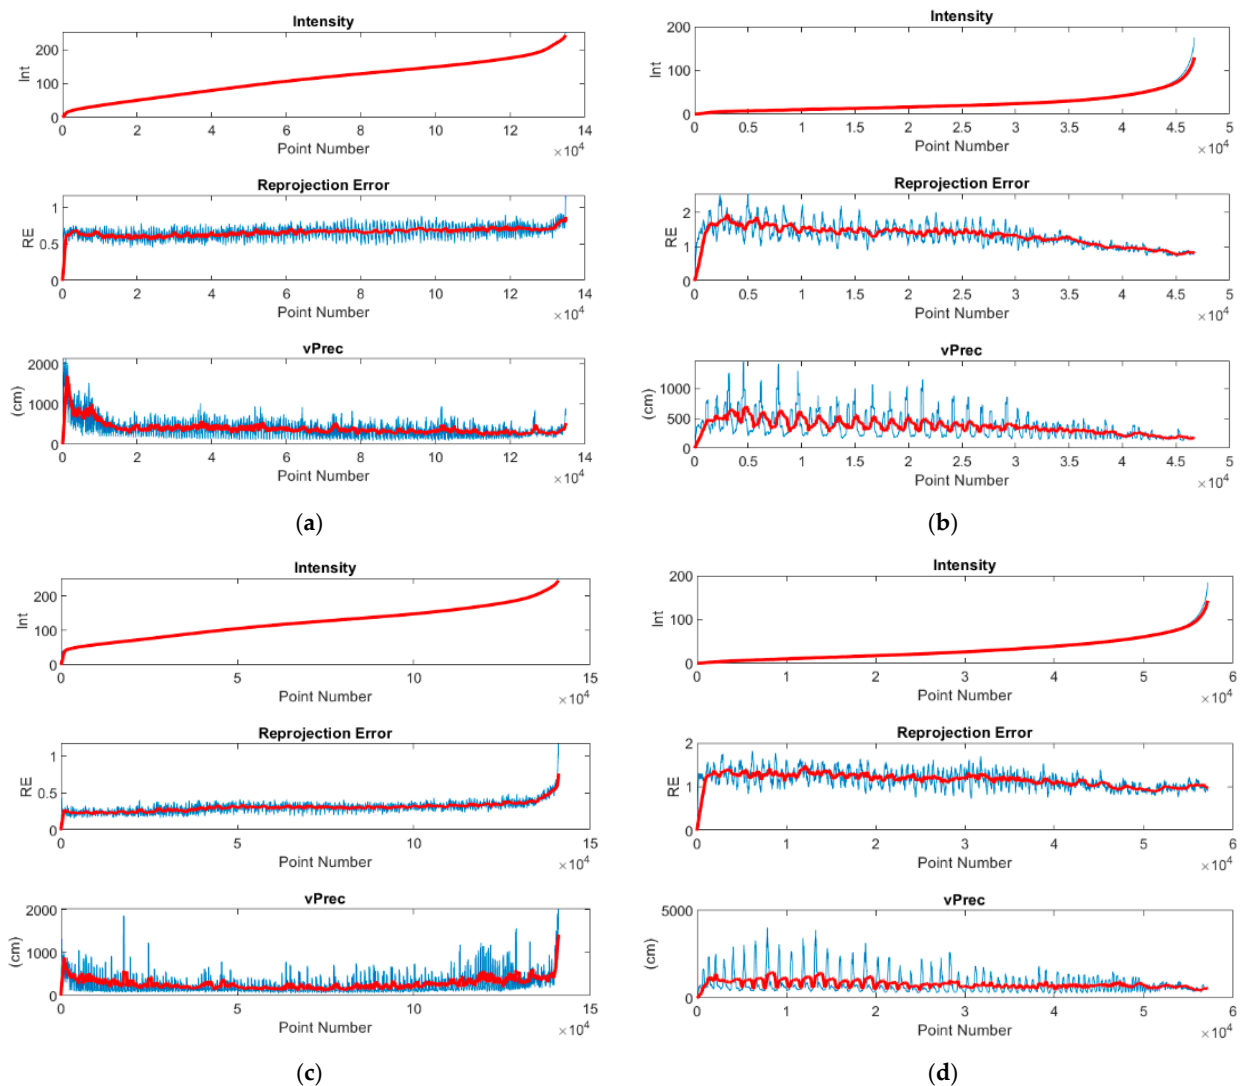 Intensity
Int
200
100
0
0 2 4 6 8 10 12 14
Point Number
×10^4
Reprojection Error
RE
1
0.5
0
0 2 4 6 8 10 12 14
Point Number
×10^4
vPrec
(cm)
2000
1000
0
0 2 4 6 8 10 12 14
Point Number
×10^4
(a)
Intensity
Int
200
100
0
0 0.5 1 1.5 2 2.5 3 3.5 4 4.5 5
Point Number
×10^4
Reprojection Error
RE
2
1
0
0 0.5 1 1.5 2 2.5 3 3.5 4 4.5 5
Point Number
×10^4
vPrec
(cm)
1000
500
0
0 0.5 1 1.5 2 2.5 3 3.5 4 4.5 5
Point Number
×10^4
(b)
Intensity
Int
200
100
0
0 5 10 15
Point Number
×10^4
Reprojection Error
RE
1
0.5
0
0 5 10 15
Point Number
×10^4
vPrec
(cm)
2000
1000
0
0 5 10 15
Point Number
×10^4
(c)
Intensity
Int
200
100
0
0 1 2 3 4 5 6
Point Number
×10^4
Reprojection Error
RE
2
1
0
0 1 2 3 4 5 6
Point Number
×10^4
vPrec
(cm)
5000
0
0 1 2 3 4 5 6
Point Number
×10^4
(d)